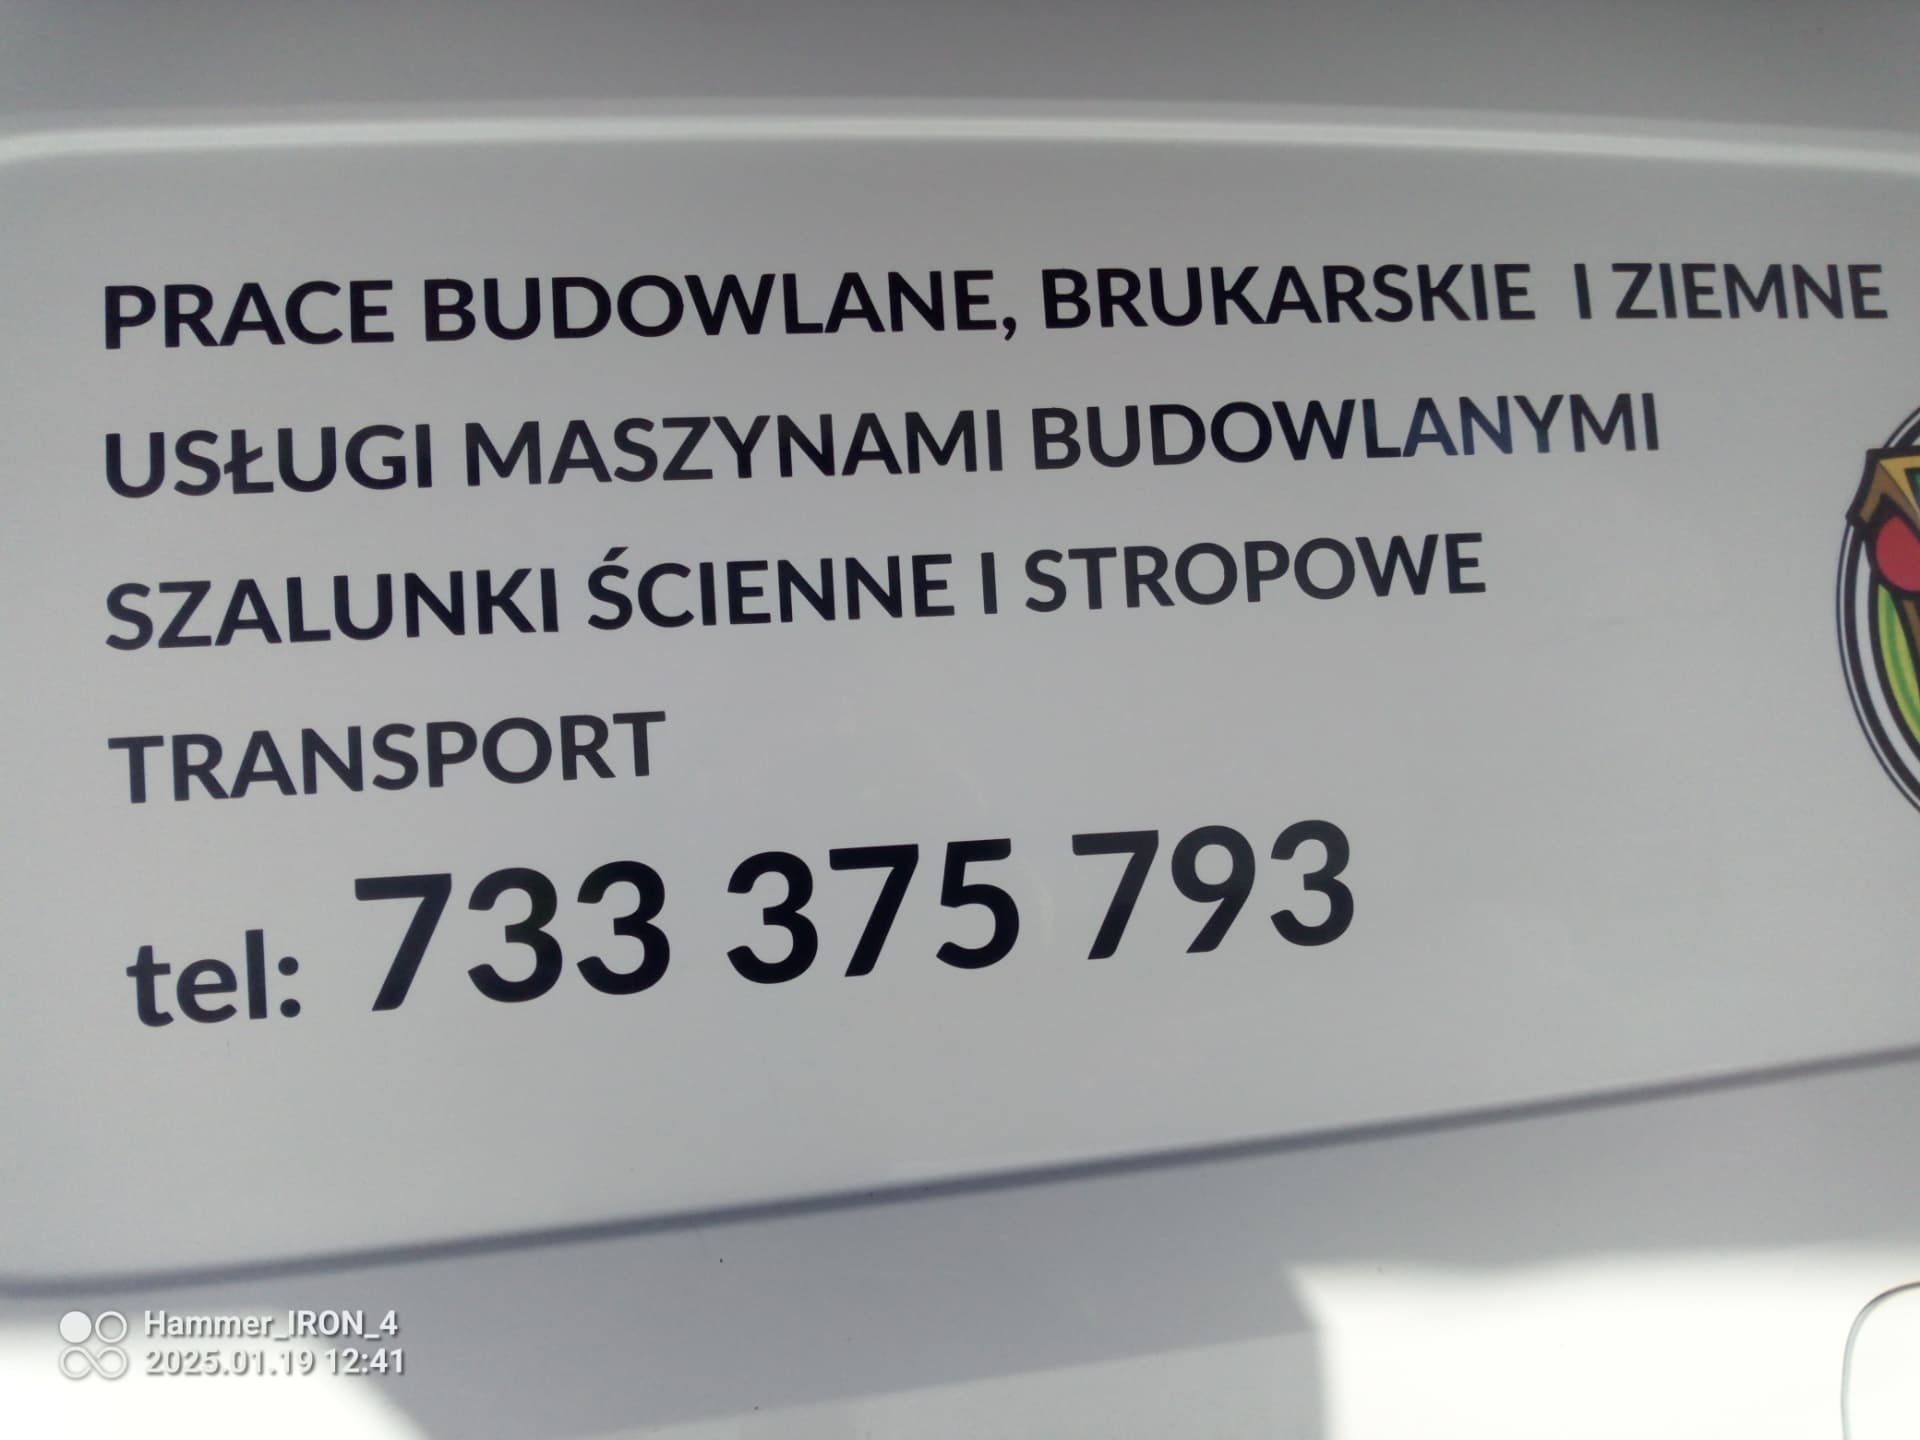 PRACE BUDOWLANE, BRUKARSKIE I ZIEMNE
USŁUGI MASZYNAMI BUDOWLANYMI
SZALUNKI ŚCIENNE I STROPOWE
TRANSPORT
tel: 733 375 793
Hammer_IRON_4
2025.01.19 12:41